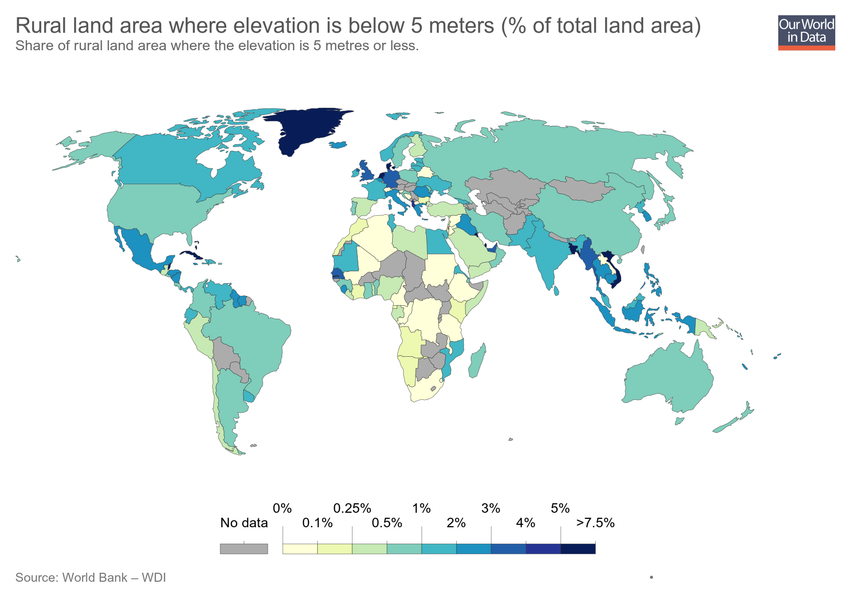 Rural land area where elevation is below 5 meters (% of total land area)
Share of rural land area where the elevation is 5 metres or less.
Our World
in Data
0% 0.25% 1% 3% 5%
No data 0.1% 0.5% 2% 4% >7.5%
Source: World Bank – WDI